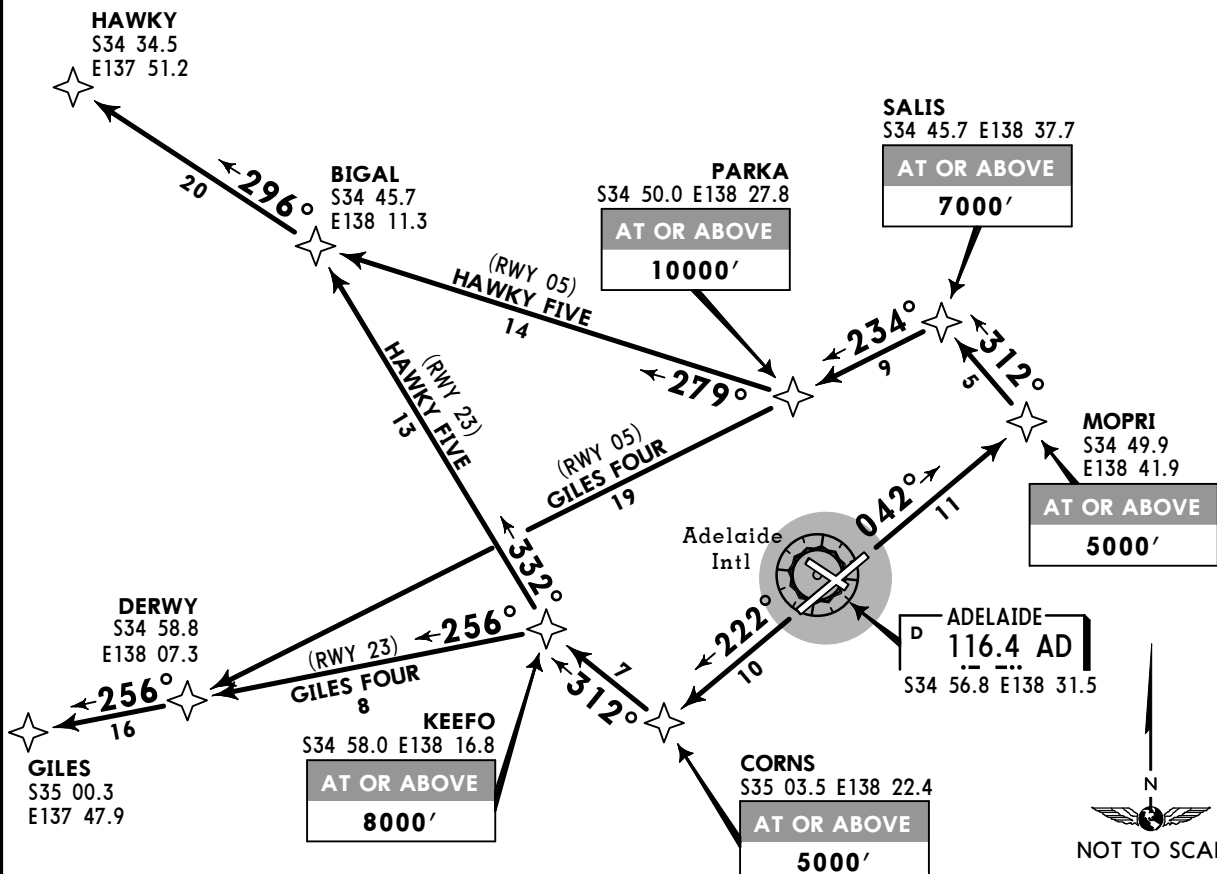 HAWKY
S34 34.5
E137 51.2
←296°
20
BIGAL
S34 45.7
E138 11.3
PARKA
S34 50.0 E138 27.8
AT OR ABOVE
10000′
SALIS
S34 45.7 E138 37.7
AT OR ABOVE
7000′
(RWY 05)
HAWKY FIVE
14
←279°
←234°
9
←312°
5
MOPRI
S34 49.9
E138 41.9
AT OR ABOVE
5000′
(RWY 23)
HAWKY FIVE
13
←332°
(RWY 05)
GILES FOUR
19
042°→
11
Adelaide
Intl
ADELAIDE
D 116.4 AD
.- -..
S34 56.8 E138 31.5
←222°
10
DERWY
S34 58.8
E138 07.3
←256°
(RWY 23)
GILES FOUR
8
←256°
16
←312°
7
GILES
S35 00.3
E137 47.9
KEEFO
S34 58.0 E138 16.8
AT OR ABOVE
8000′
CORNS
S35 03.5 E138 22.4
AT OR ABOVE
5000′
N
NOT TO